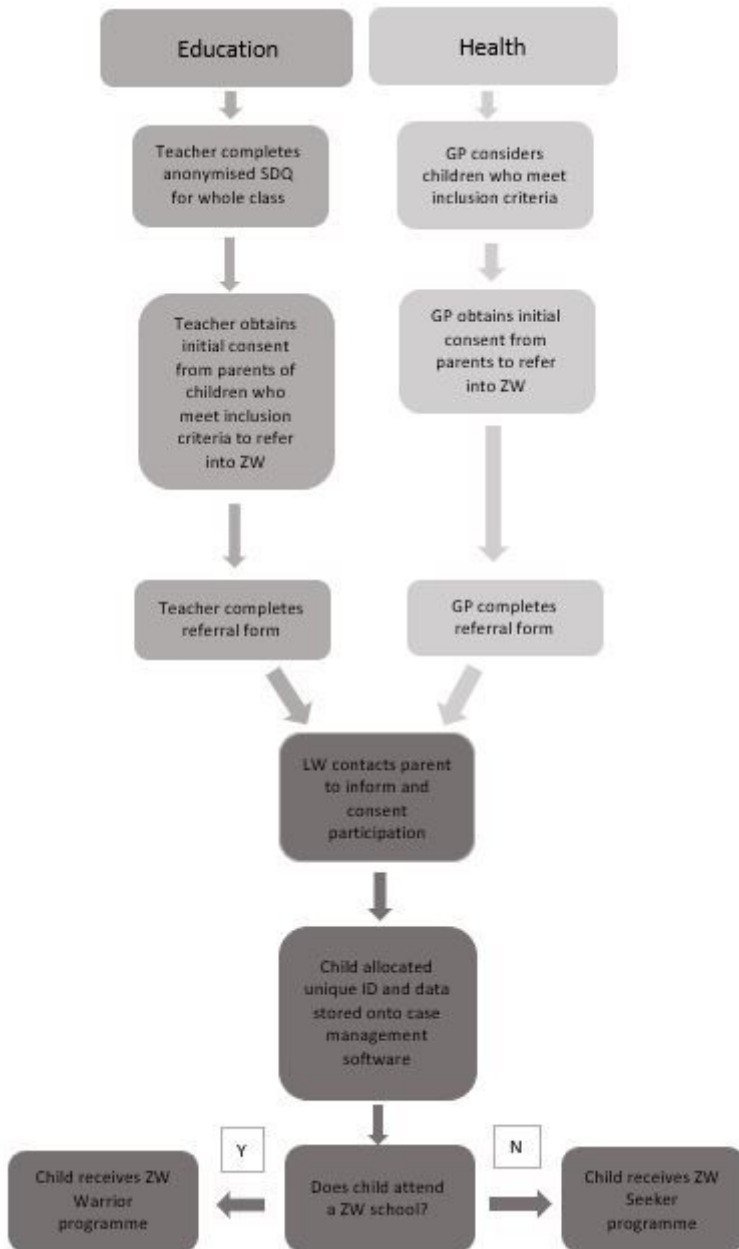 Education
Health
Teacher completes
anonymised SDQ
for whole class
GP considers
children who meet
inclusion criteria
Teacher obtains
initial consent
from parents of
children who
meet inclusion
criteria to refer
into ZW
GP obtains initial
consent from
parents to refer
into ZW
Teacher completes
referral form
GP completes
referral form
LW contacts parent
to inform and
consent
participation
Child allocated
unique ID and data
stored onto case
management
software
Y
N
Child receives ZW
Warrior
programme
Does child attend
a ZW school?
Child receives ZW
Seeker
programme